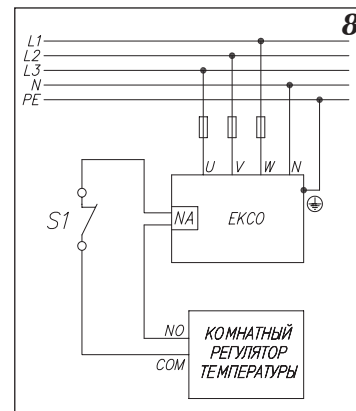 8
L1
L2
L3
N
PE
U V W N
S1
NA
EKCO
NO
COM
КОМНАТНЫЙ
РЕГУЛЯТОР
ТЕМПЕРАТУРЫ